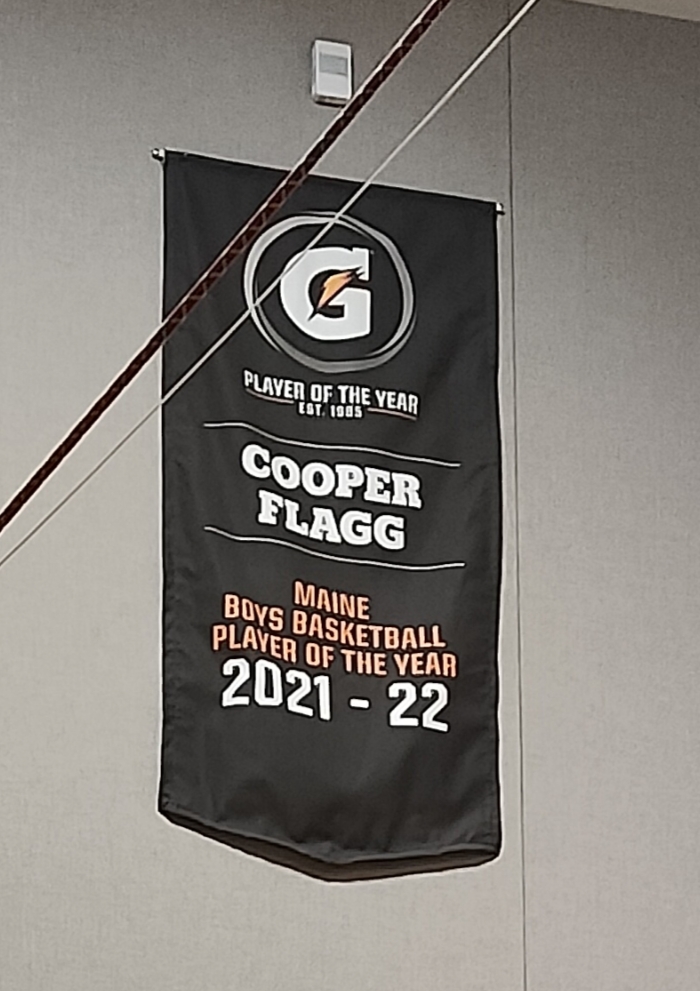 G
PLAYER OF THE YEAR
EST. 1985
COOPER
FLAGG
MAINE
BOYS BASKETBALL
PLAYER OF THE YEAR
2021 - 22